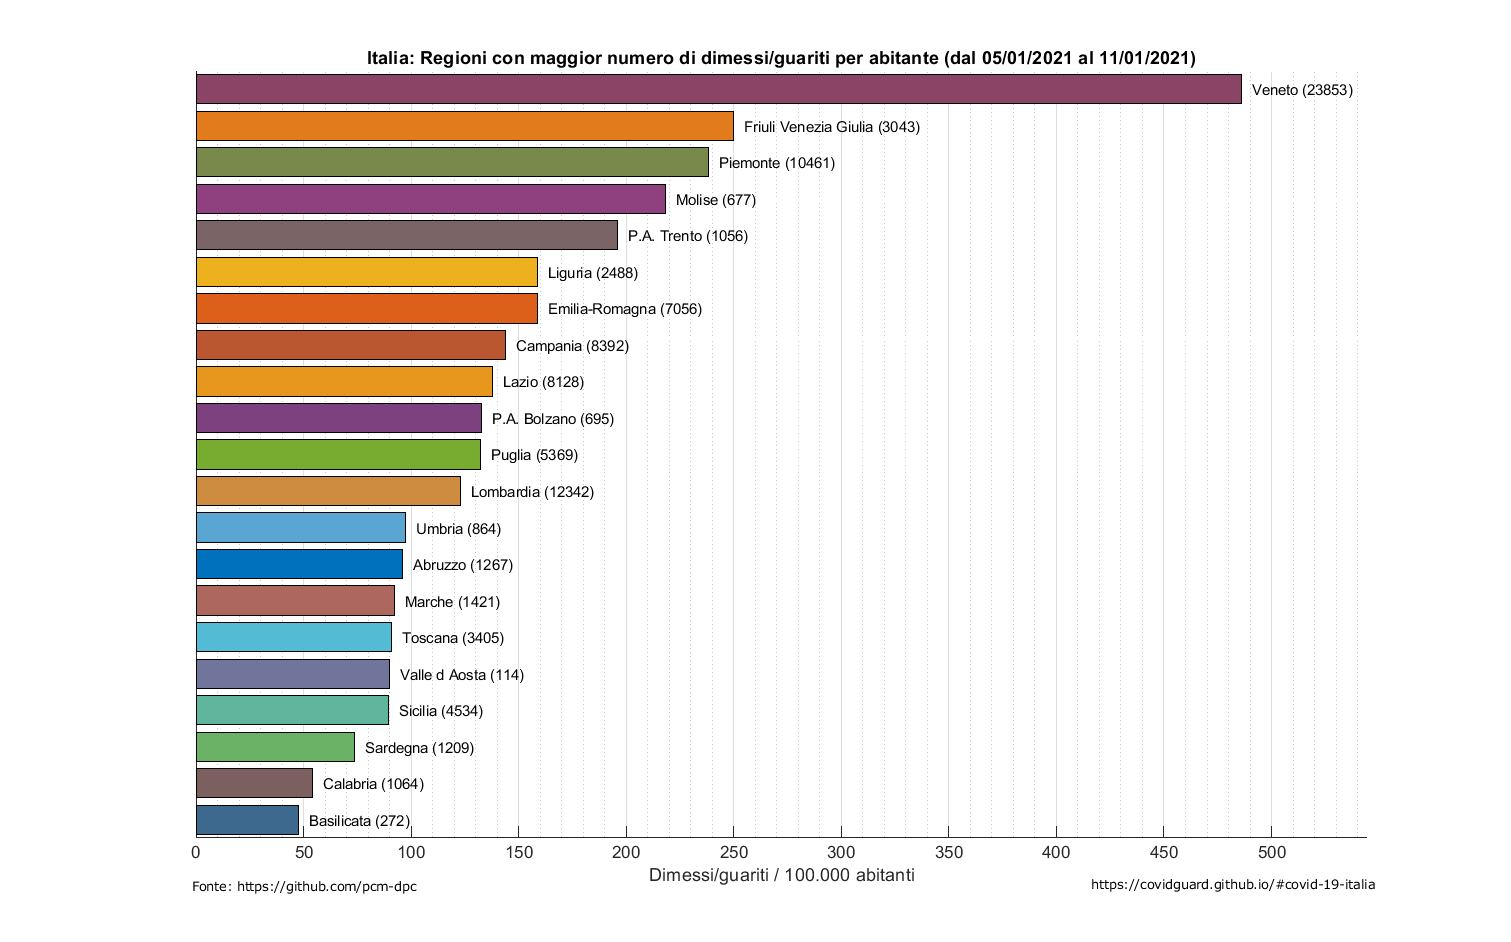 Italia: Regioni con maggior numero di dimessi/guariti per abitante (dal 05/01/2021 al 11/01/2021)
Veneto (23853)
Friuli Venezia Giulia (3043)
Piemonte (10461)
Molise (677)
P.A. Trento (1056)
Liguria (2488)
Emilia-Romagna (7056)
Campania (8392)
Lazio (8128)
P.A. Bolzano (695)
Puglia (5369)
Lombardia (12342)
Umbria (864)
Abruzzo (1267)
Marche (1421)
Toscana (3405)
Valle d Aosta (114)
Sicilia (4534)
Sardegna (1209)
Calabria (1064)
Basilicata (272)
0 50 100 150 200 250 300 350 400 450 500
Dimessi/guariti / 100.000 abitanti
Fonte: https://github.com/pcm-dpc
https://covidguard.github.io/#covid-19-italia